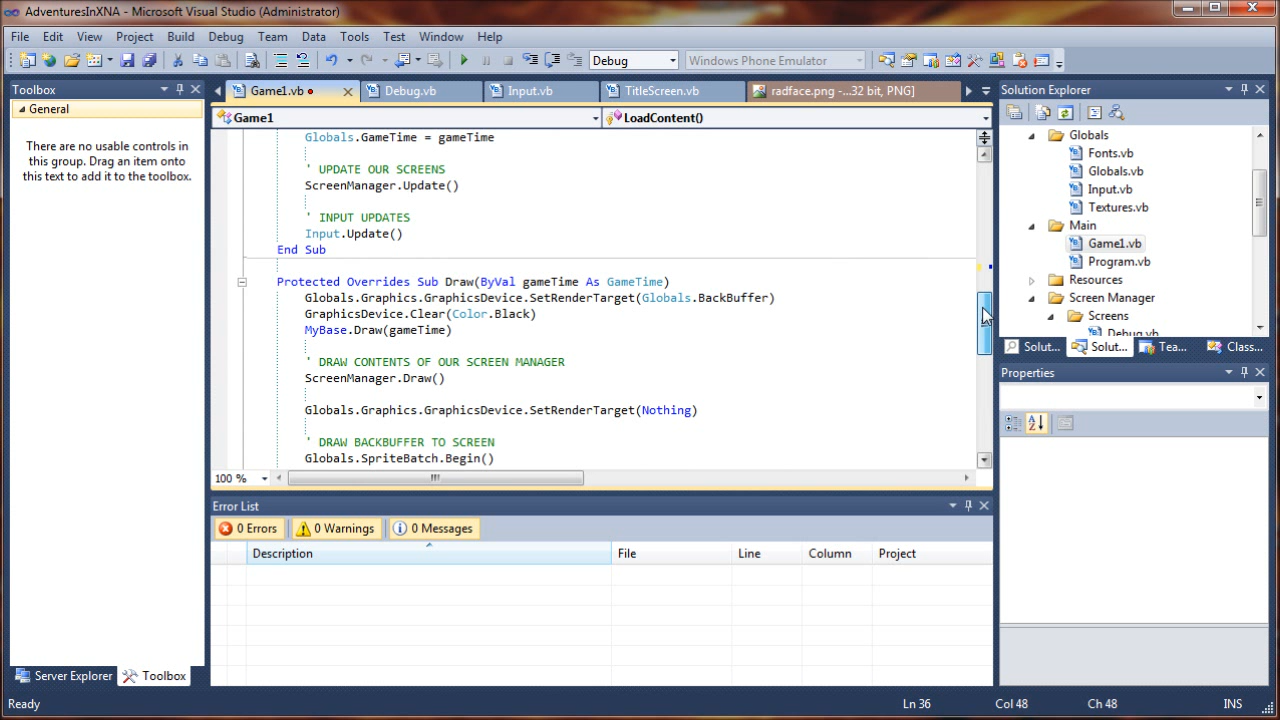 AdventuresInXNA - Microsoft Visual Studio (Administrator)
File Edit View Project Build Debug Team Data Tools Test Window Help
Debug Windows Phone Emulator
Toolbox
General
There are no usable controls in
this group. Drag an item onto
this text to add it to the toolbox.
Server Explorer Toolbox
Game1.vb Debug.vb Input.vb TitleScreen.vb radface.png -...32 bit, PNG]
Game1 LoadContent()
Globals.GameTime = gameTime
' UPDATE OUR SCREENS
ScreenManager.Update()
' INPUT UPDATES
Input.Update()
End Sub
Protected Overrides Sub Draw(ByVal gameTime As GameTime)
Globals.Graphics.GraphicsDevice.SetRenderTarget(Globals.BackBuffer)
GraphicsDevice.Clear(Color.Black)
MyBase.Draw(gameTime)
' DRAW CONTENTS OF OUR SCREEN MANAGER
ScreenManager.Draw()
Globals.Graphics.GraphicsDevice.SetRenderTarget(Nothing)
' DRAW BACKBUFFER TO SCREEN
Globals.SpriteBatch.Begin()
100 %
Error List
0 Errors 0 Warnings 0 Messages
Description File Line Column Project
Solution Explorer
Globals
Fonts.vb
Globals.vb
Input.vb
Textures.vb
Main
Game1.vb
Program.vb
Resources
Screen Manager
Screens
Debug.vb
Solut... Solut... Tea... Class...
Properties
Ready Ln 36 Col 48 Ch 48 INS